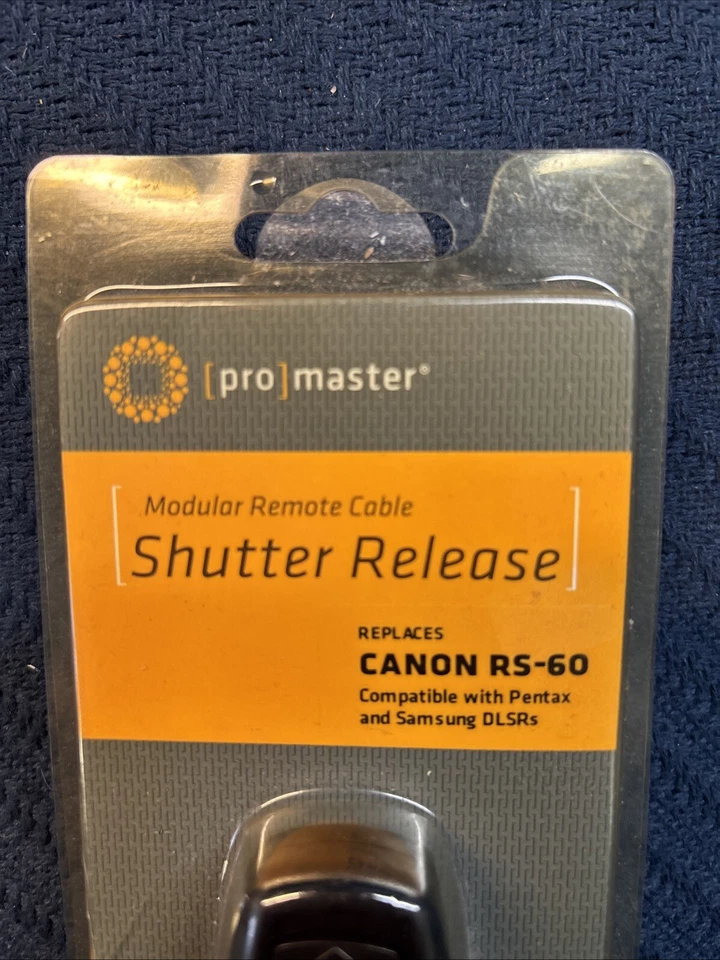 [pro]master®
Modular Remote Cable
Shutter Release
REPLACES
CANON RS-60
Compatible with Pentax
and Samsung DLSRs